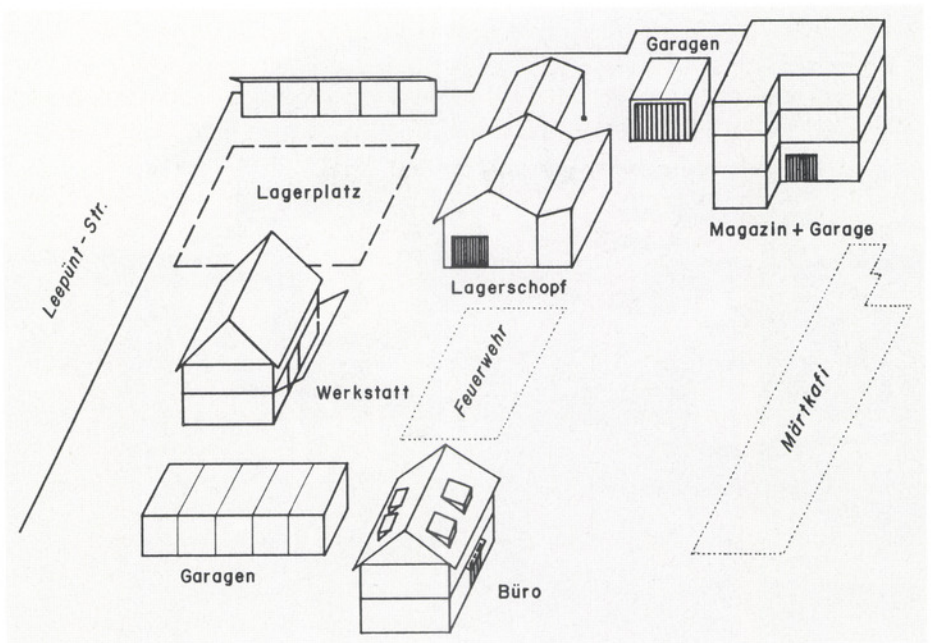 Garagen
Lagerplatz
Leepünt - Str.
Magazin + Garage
Lagerschopf
Feuerwehr
Werkstatt
Märtkafi
Garagen
Büro